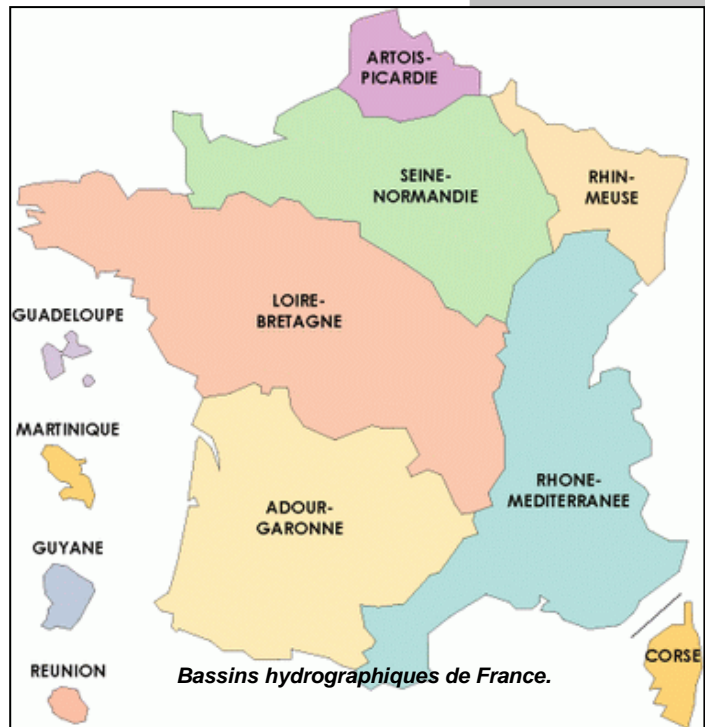 ARTOIS-
PICARDIE
SEINE-
NORMANDIE
RHIN-
MEUSE
LOIRE-
BRETAGNE
GUADELOUPE
MARTINIQUE
RHONE-
MEDITERRANEE
ADOUR-
GARONNE
GUYANE
CORSE
REUNION
Bassins hydrographiques de France.